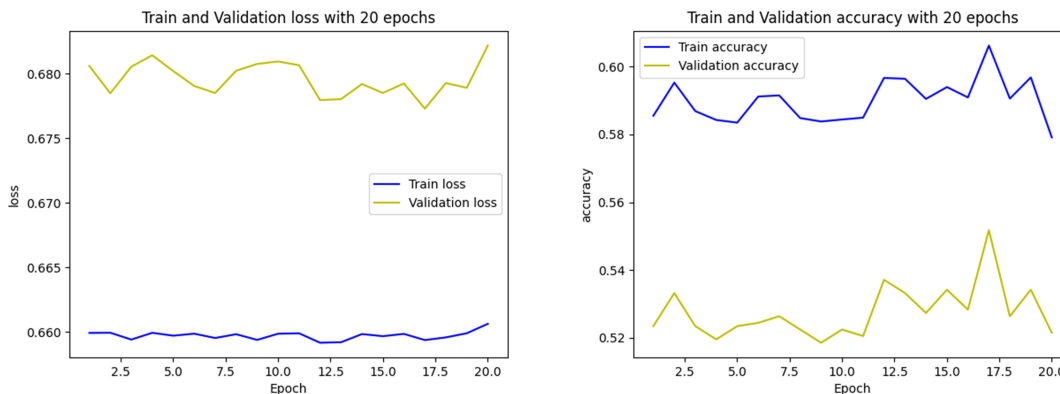 Train and Validation loss with 20 epochs
0.680
0.675
0.670
0.665
0.660
loss
Train loss
Validation loss
2.5 5.0 7.5 10.0 12.5 15.0 17.5 20.0
Epoch
Train and Validation accuracy with 20 epochs
Train accuracy
Validation accuracy
0.60
0.58
0.56
0.54
0.52
accuracy
2.5 5.0 7.5 10.0 12.5 15.0 17.5 20.0
Epoch